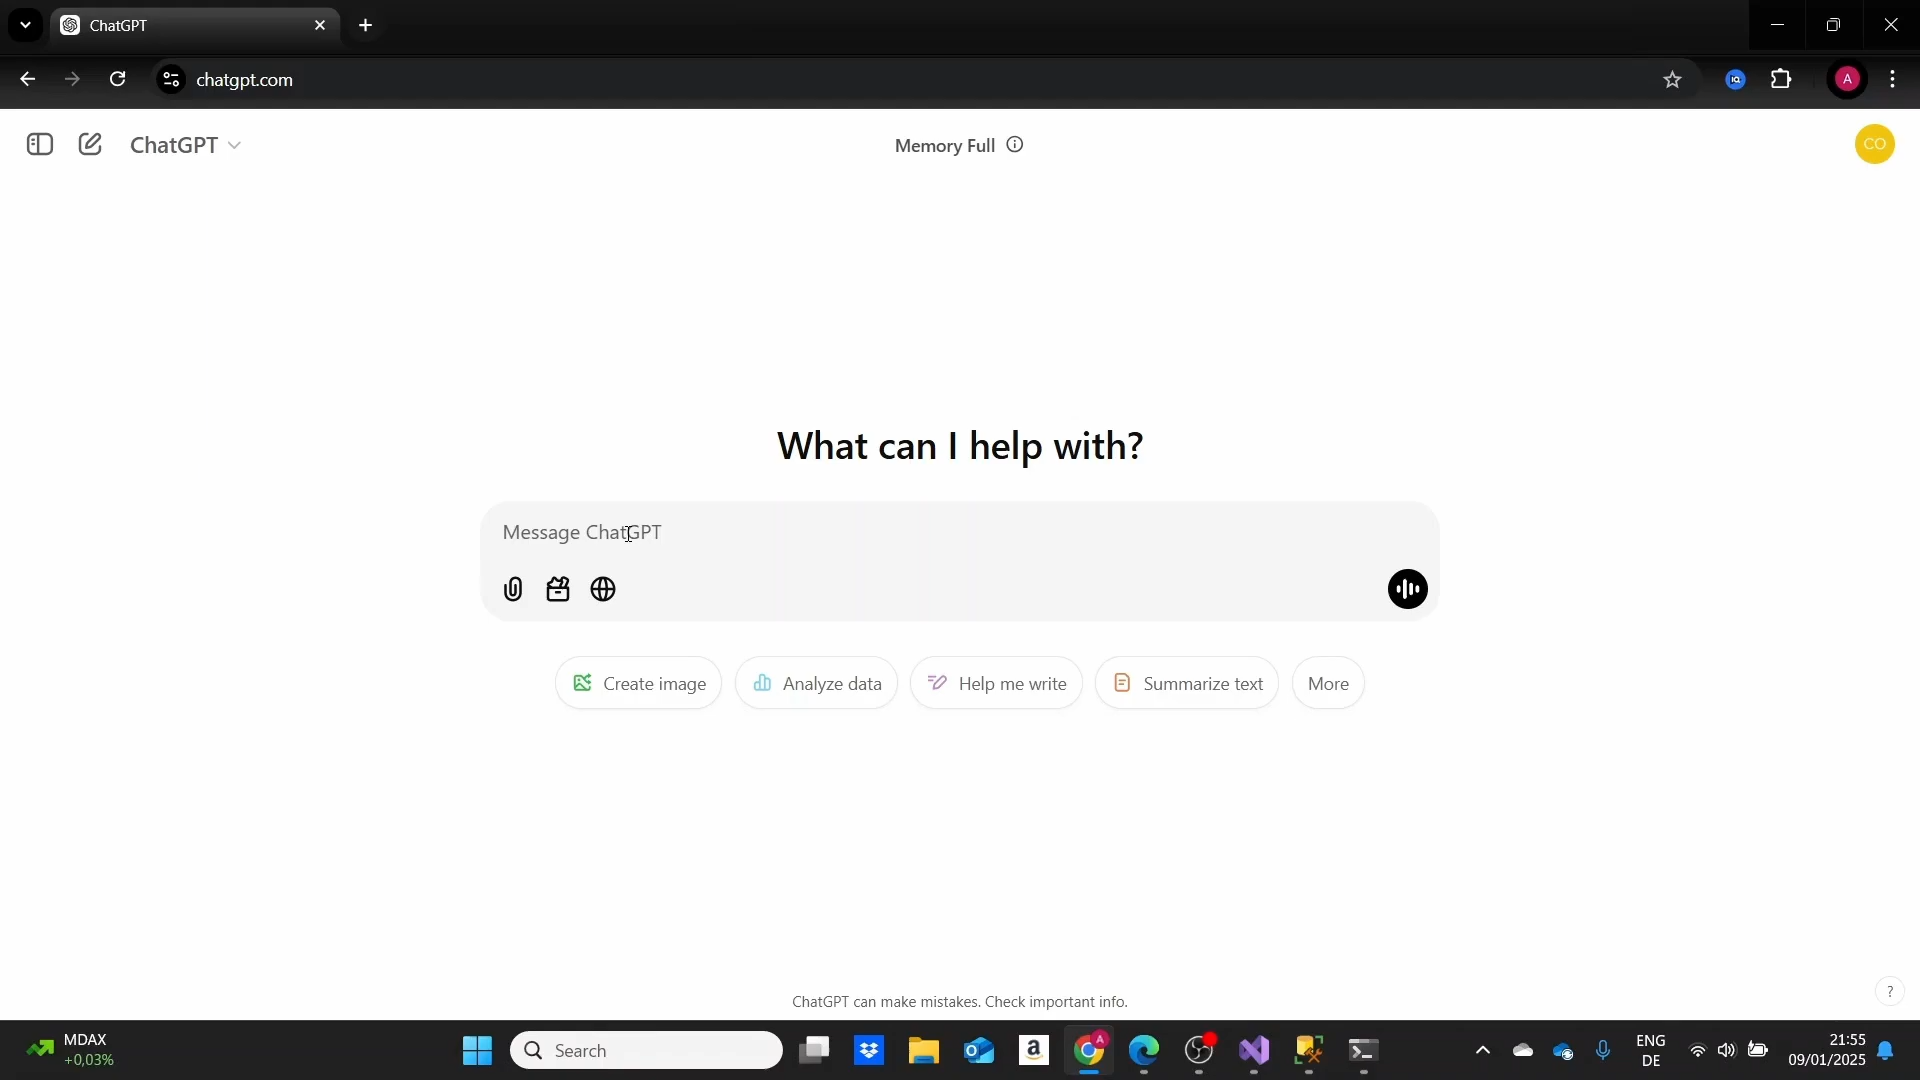 ChatGPT
chatgpt.com
A
ChatGPT
Memory Full
CO
What can I help with?
Message ChatGPT
Create image
Analyze data
Help me write
Summarize text
More
ChatGPT can make mistakes. Check important info.
?
MDAX
+0,03%
Search
a
A
ENG
DE
21:55
09/01/2025